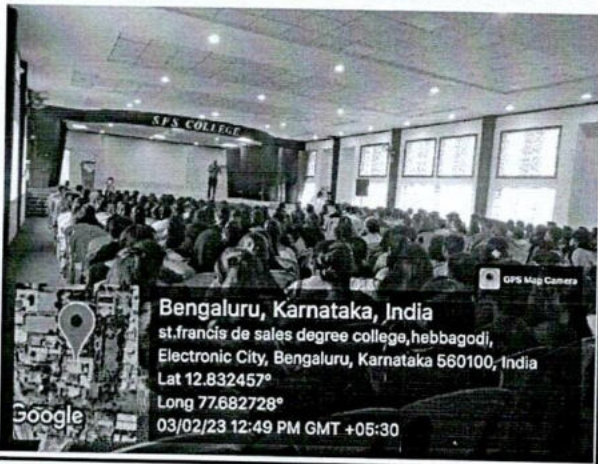 S.F.S COLLEGE
GPS Map Camera
Bengaluru, Karnataka, India
st.francis de sales degree college,hebbagodi,
Electronic City, Bengaluru, Karnataka 560100, India
Lat 12.832457°
Long 77.682728°
03/02/23 12:49 PM GMT +05:30
Google